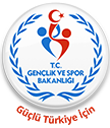 T.C.
GENÇLİK VE SPOR
BAKANLIĞI
Güçlü Türkiye İçin